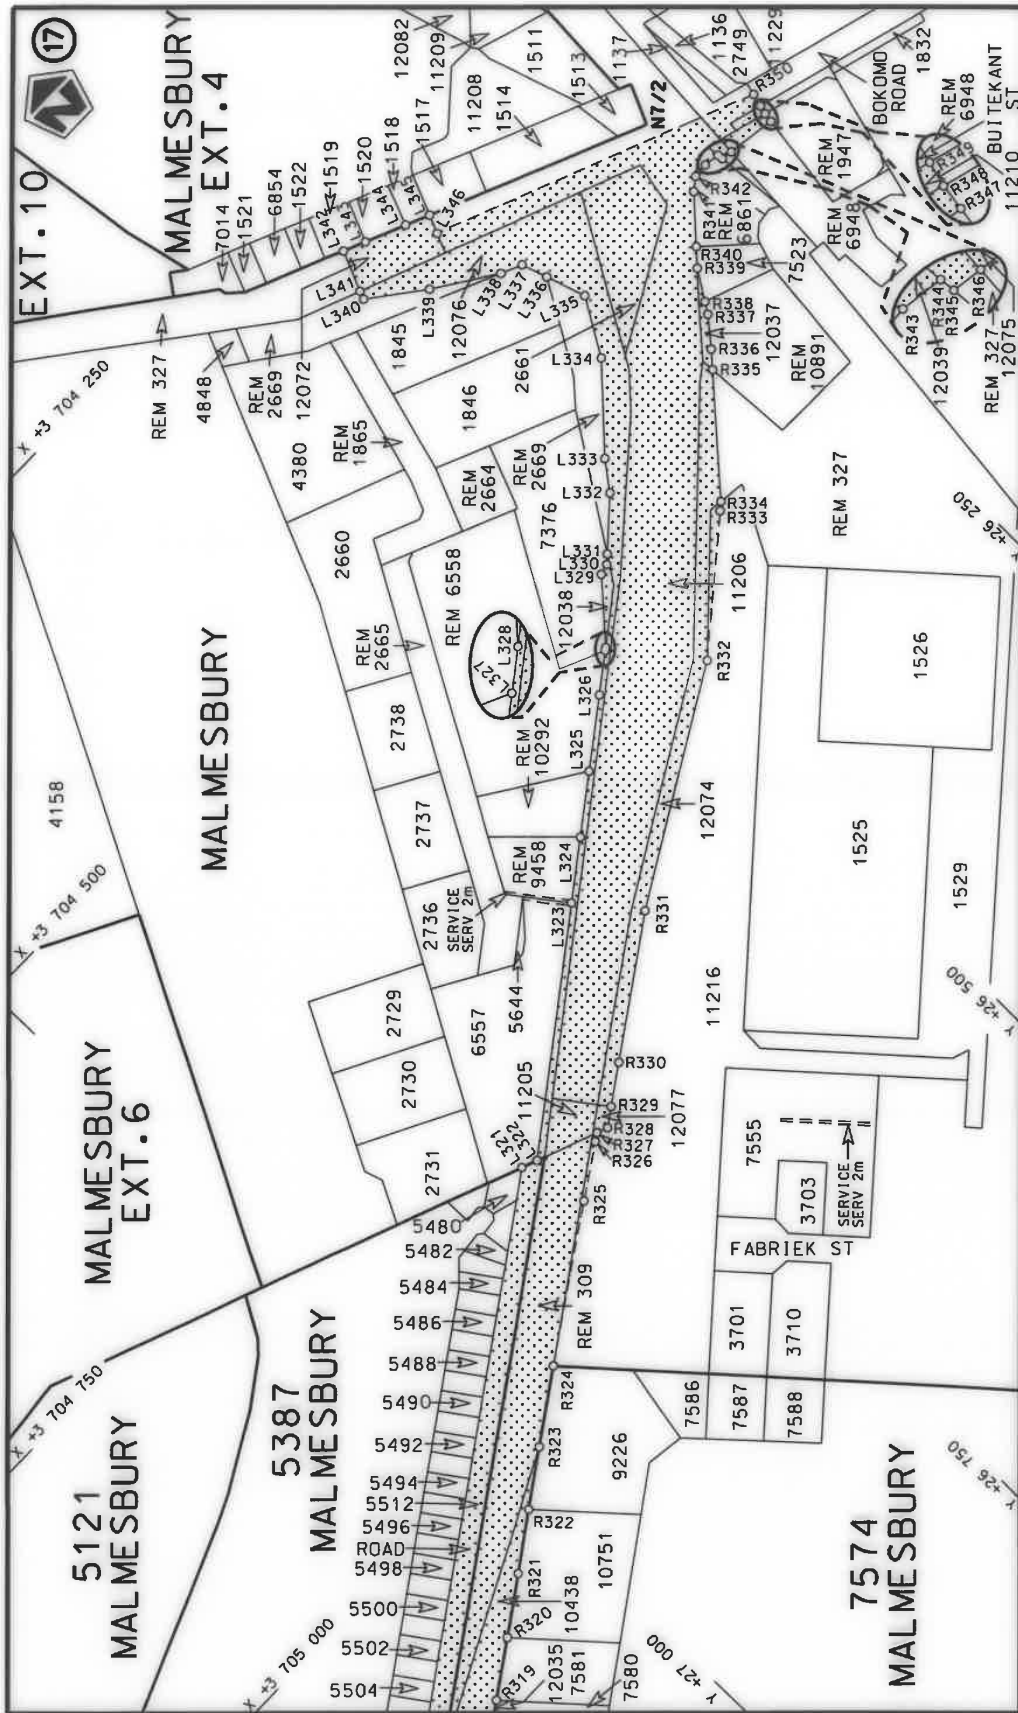 17
EXT.10
MALMESBURY
EXT.4
7014
1521
6854
1522
1519
1520
1518
1517
12082
11209
11208
1514
1511
1513
1137
1136
2749
1229
N7/2
R350
BOKOMO
ROAD
1832
REM
6948
BUITEKANT
ST
11210
R349
R348
R347
REM
1947
REM
6948
R342
R341
REM
6861
R340
R339
7523
R338
R337
12037
R336
R335
REM
10891
R343
R344
R345
R346
12039
REM 327
12075
L342
L343
L344
L345
L346
L341
L340
L339
L338
L337
L336
L335
L334
L333
L332
L331
L330
L329
12076
1845
2661
1846
REM
2669
REM
2664
7376
12038
X +3 704 250
REM 327
4848
REM
2669
12072
4380
REM
1865
2660
REM
2665
REM 6558
L328
L327
L326
L325
L324
L323
REM
10292
REM
9458
MALMESBURY
4158
2738
2737
2736
SERVICE
SERV 2m
5644
6557
2729
2730
2731
X +3 704 500
R334
R333
REM 327
Y +26 250
11206
R332
12074
R331
1526
1525
1529
11216
Y +26 500
R330
R329
R328
R327
R326
R325
12077
11205
L322
L321
7555
3703
SERVICE
SERV 2m
FABRIEK ST
3701
3710
7586
7587
7588
MALMESBURY
EXT.6
X +3 704 750
5121
MALMESBURY
5387
MALMESBURY
5480
5482
5484
5486
5488
5490
5492
5494
5512
5496
ROAD
5498
5500
5502
5504
REM 309
R324
R323
R322
R321
R320
R319
9226
10751
10438
12035
7581
7580
X +3 705 000
Y +27 000
Y +26 750
7574
MALMESBURY